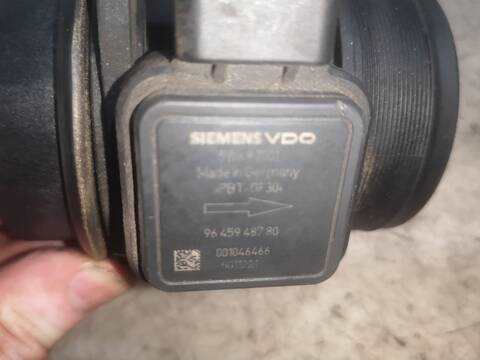 SIEMENS VDO
Made in Germany
>PBT-GF30<
96 459 487 80
001046466